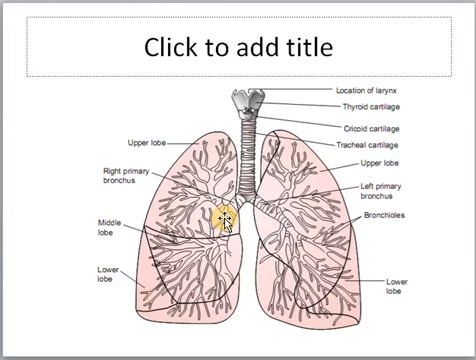 Click to add title
Location of larynx
Thyroid cartilage
Cricoid cartilage
Tracheal cartilage
Upper lobe
Upper lobe
Right primary
bronchus
Left primary
bronchus
Bronchioles
Middle
lobe
Lower
lobe
Lower
lobe